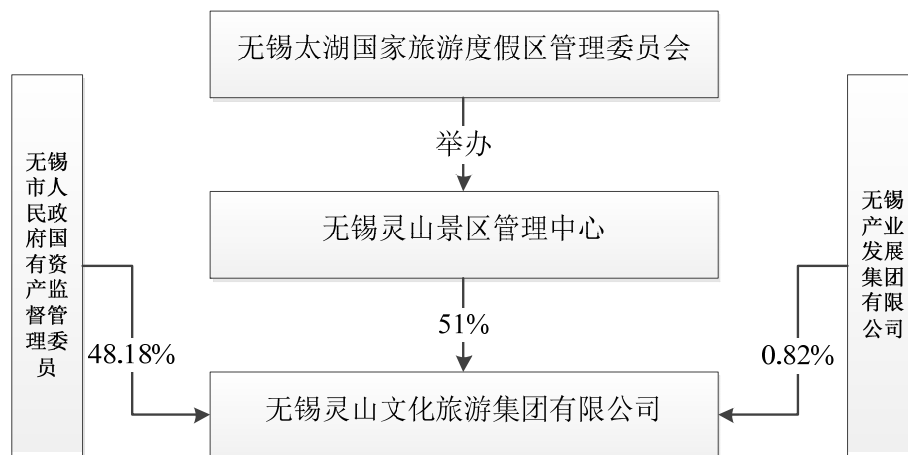 无锡太湖国家旅游度假区管理委员会
举办
无锡灵山景区管理中心
无锡
市人
民政
府国
有资
产监
督管
理委
员
48.18%
51%
无锡
产业
发展
集团
有限
公司
0.82%
无锡灵山文化旅游集团有限公司